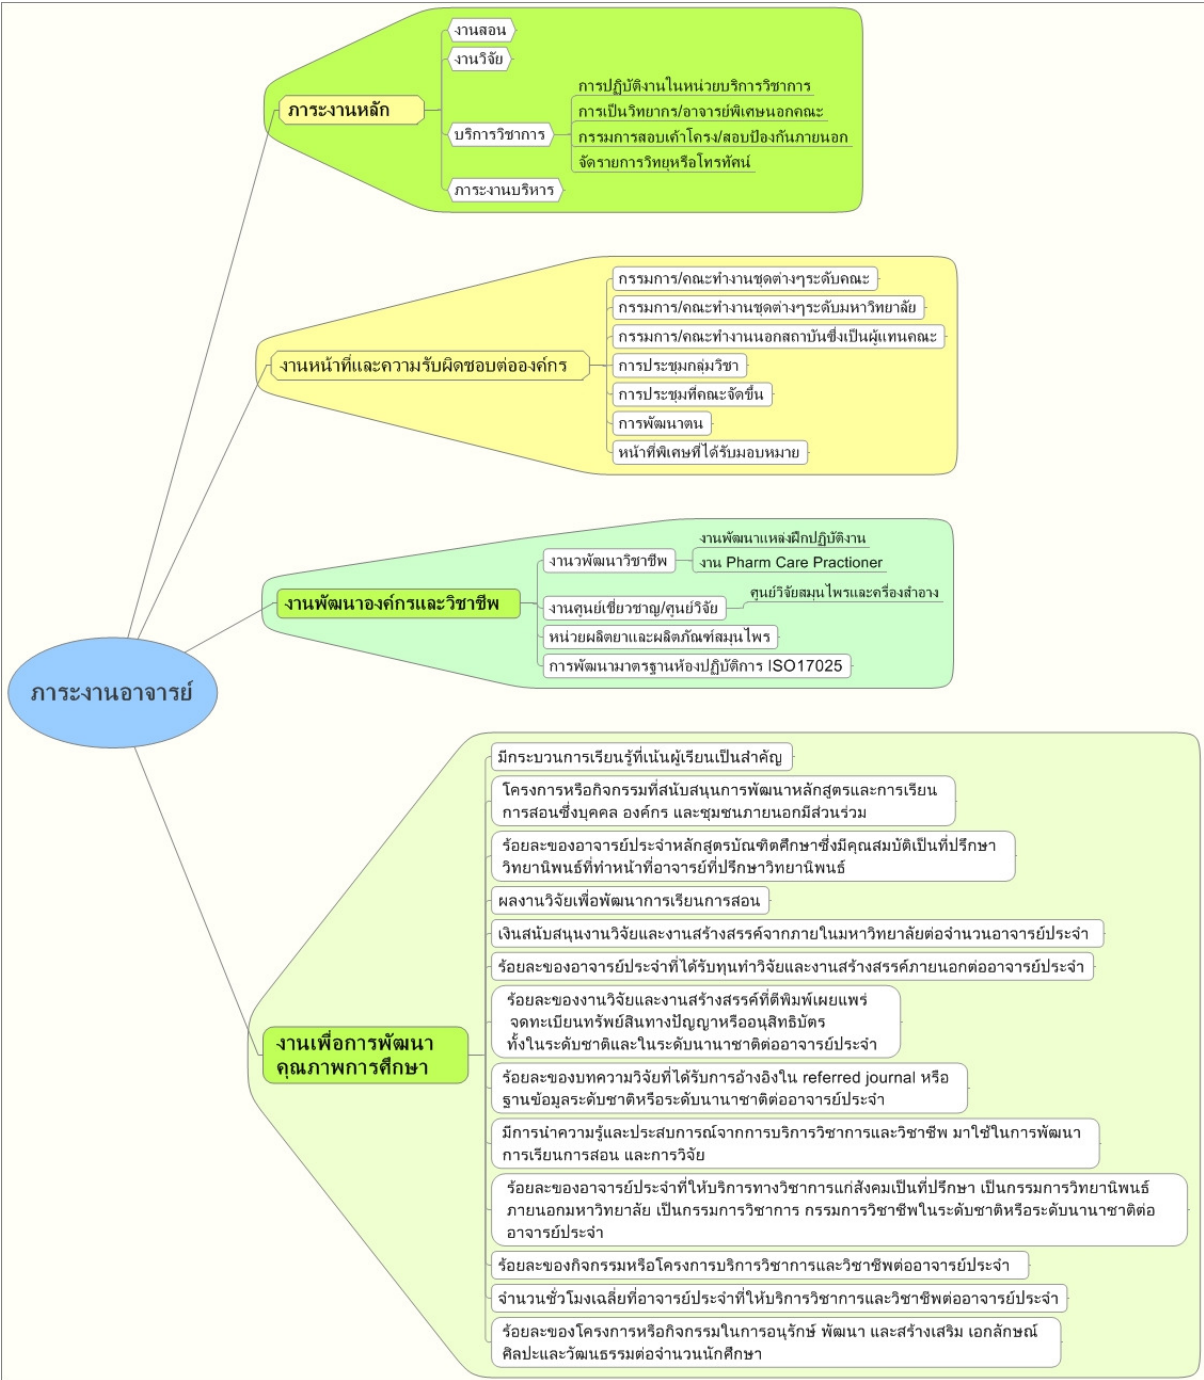 งานสอน
งานวิจัย
ภาระงานหลัก
บริการวิชาการ
การปฏิบัติงานในหน่วยบริการวิชาการ
การเป็นวิทยากร/อาจารย์พิเศษนอกคณะ
กรรมการสอบเค้าโครง/สอบป้องกันภายนอก
จัดรายการวิทยุหรือโทรทัศน์
ภาระงานบริหาร
งานหน้าที่และความรับผิดชอบต่อองค์กร
กรรมการ/คณะทำงานชุดต่างๆระดับคณะ
กรรมการ/คณะทำงานชุดต่างๆระดับมหาวิทยาลัย
กรรมการ/คณะทำงานนอกสถาบันซึ่งเป็นผู้แทนคณะ
การประชุมกลุ่มวิชา
การประชุมที่คณะจัดขึ้น
การพัฒนาตน
หน้าที่พิเศษที่ได้รับมอบหมาย
งานพัฒนาองค์กรและวิชาชีพ
งานวพัฒนาวิชาชีพ
งานพัฒนาแหล่งฝึกปฏิบัติงาน
งาน Pharm Care Practioner
งานศูนย์เชี่ยวชาญ/ศูนย์วิจัย
ศูนย์วิจัยสมุนไพรและครื่องสำอาง
หน่วยผลิตยาและผลิตภัณฑ์สมุนไพร
การพัฒนามาตรฐานห้องปฏิบัติการ ISO17025
ภาระงานอาจารย์
งานเพื่อการพัฒนา
คุณภาพการศึกษา
มีกระบวนการเรียนรู้ที่เน้นผู้เรียนเป็นสำคัญ
โครงการหรือกิจกรรมที่สนับสนุนการพัฒนาหลักสูตรและการเรียน
การสอนซึ่งบุคคล องค์กร และชุมชนภายนอกมีส่วนร่วม
ร้อยละของอาจารย์ประจำหลักสูตรบัณฑิตศึกษาซึ่งมีคุณสมบัติเป็นที่ปรึกษา
วิทยานิพนธ์ที่ทำหน้าที่อาจารย์ที่ปรึกษาวิทยานิพนธ์
ผลงานวิจัยเพื่อพัฒนาการเรียนการสอน
เงินสนับสนุนงานวิจัยและงานสร้างสรรค์จากภายในมหาวิทยาลัยต่อจำนวนอาจารย์ประจำ
ร้อยละของอาจารย์ประจำที่ได้รับทุนทำวิจัยและงานสร้างสรรค์ภายนอกต่ออาจารย์ประจำ
ร้อยละของงานวิจัยและงานสร้างสรรค์ที่ตีพิมพ์เผยแพร่
จดทะเบียนทรัพย์สินทางปัญญาหรืออนุสิทธิบัตร
ทั้งในระดับชาติและในระดับนานาชาติต่ออาจารย์ประจำ
ร้อยละของบทความวิจัยที่ได้รับการอ้างอิงใน referred journal หรือ
ฐานข้อมูลระดับชาติหรือระดับนานาชาติต่ออาจารย์ประจำ
มีการนำความรู้และประสบการณ์จากการบริการวิชาการและวิชาชีพ มาใช้ในการพัฒนา
การเรียนการสอน และการวิจัย
ร้อยละของอาจารย์ประจำที่ให้บริการทางวิชาการแก่สังคมเป็นที่ปรึกษา เป็นกรรมการวิทยานิพนธ์
ภายนอกมหาวิทยาลัย เป็นกรรมการวิชาการ กรรมการวิชาชีพในระดับชาติหรือระดับนานาชาติต่อ
อาจารย์ประจำ
ร้อยละของกิจกรรมหรือโครงการบริการวิชาการและวิชาชีพต่ออาจารย์ประจำ
จำนวนชั่วโมงเฉลี่ยที่อาจารย์ประจำที่ให้บริการวิชาการและวิชาชีพต่ออาจารย์ประจำ
ร้อยละของโครงการหรือกิจกรรมในการอนุรักษ์ พัฒนา และสร้างเสริม เอกลักษณ์
ศิลปะและวัฒนธรรมต่อจำนวนนักศึกษา